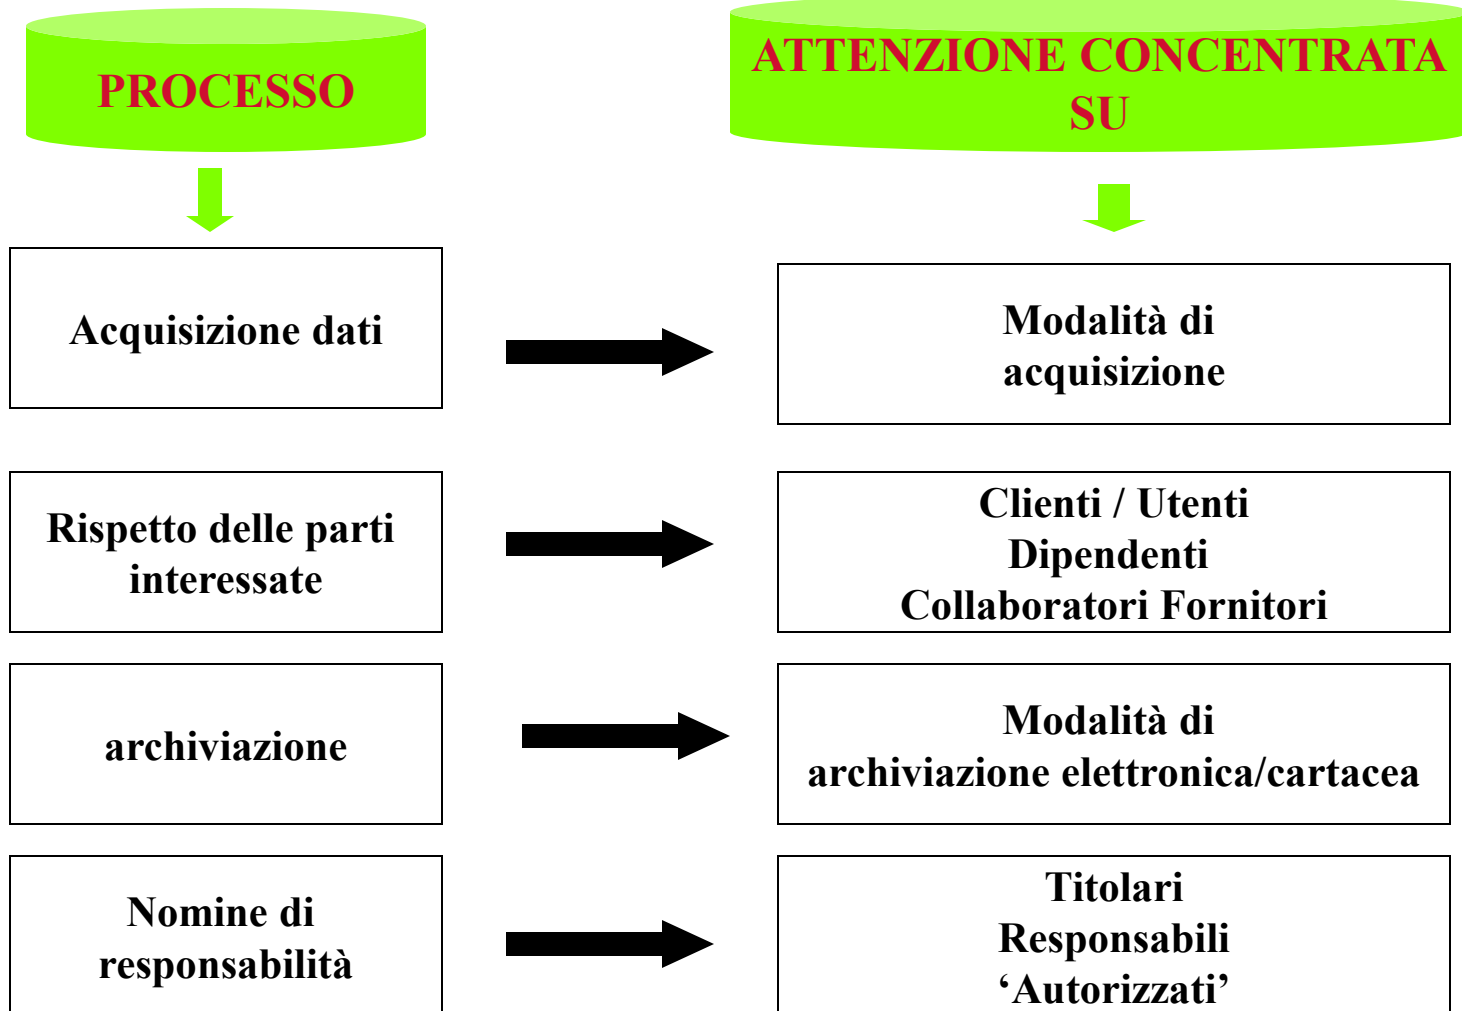 PROCESSO
ATTENZIONE CONCENTRATA
SU
Acquisizione dati
Modalità di
acquisizione
Rispetto delle parti
interessate
Clienti / Utenti
Dipendenti
Collaboratori Fornitori
archiviazione
Modalità di
archiviazione elettronica/cartacea
Nomine di
responsabilità
Titolari
Responsabili
‘Autorizzati’